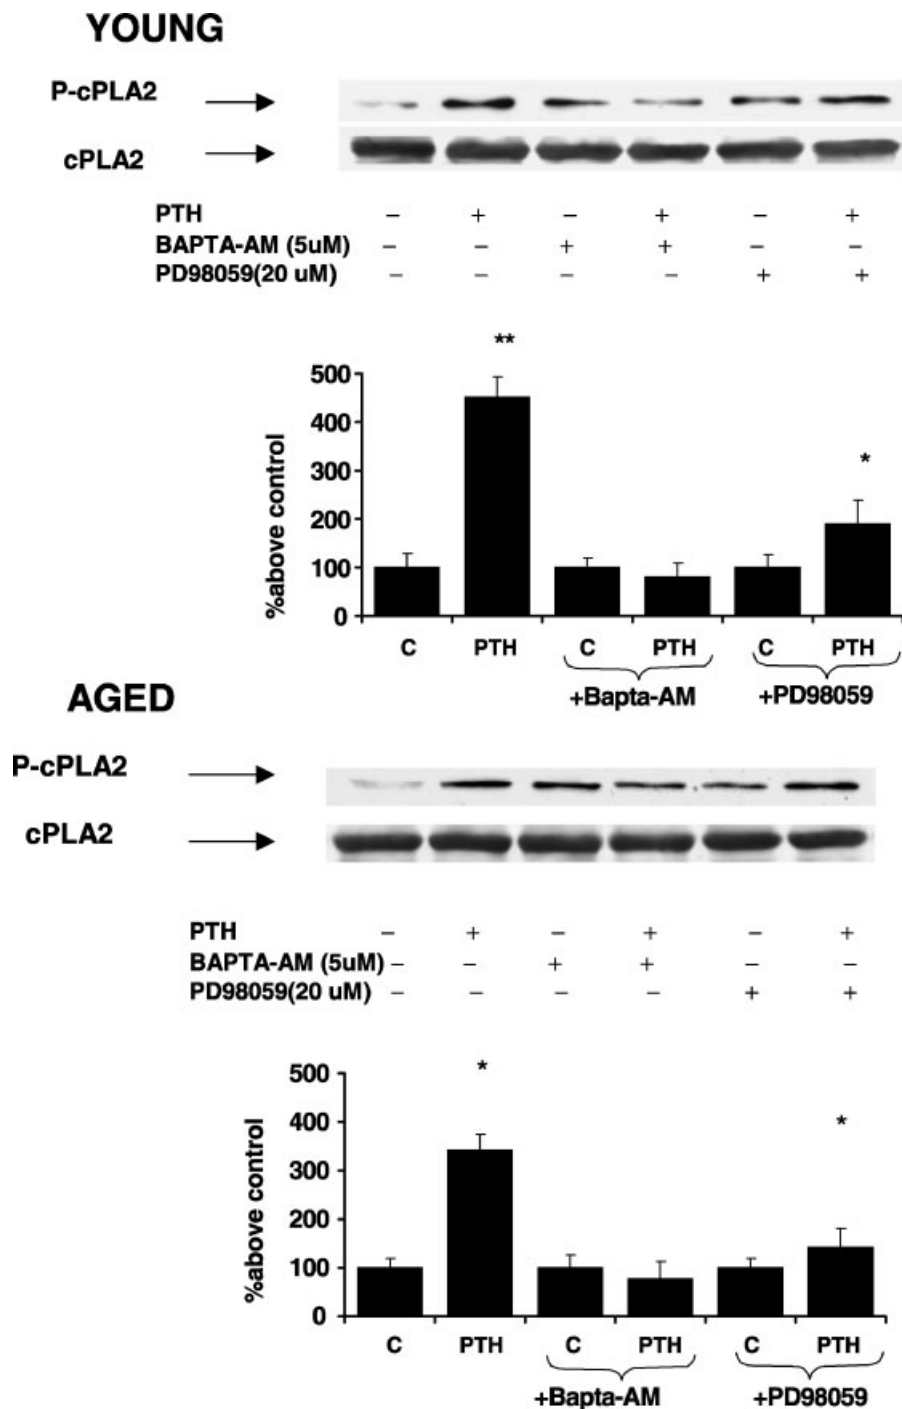 YOUNG
P-cPLA2
cPLA2
PTH − + − + − +
BAPTA-AM (5uM) − − + + − −
PD98059(20 uM) − − − − + +
**
*
500
400
300
200
100
0
%above control
C PTH C PTH C PTH
+Bapta-AM +PD98059
AGED
P-cPLA2
cPLA2
PTH − + − + − +
BAPTA-AM (5uM) − − + + − −
PD98059(20 uM) − − − − + +
*
*
500
400
300
200
100
0
%above control
C PTH C PTH C PTH
+Bapta-AM +PD98059